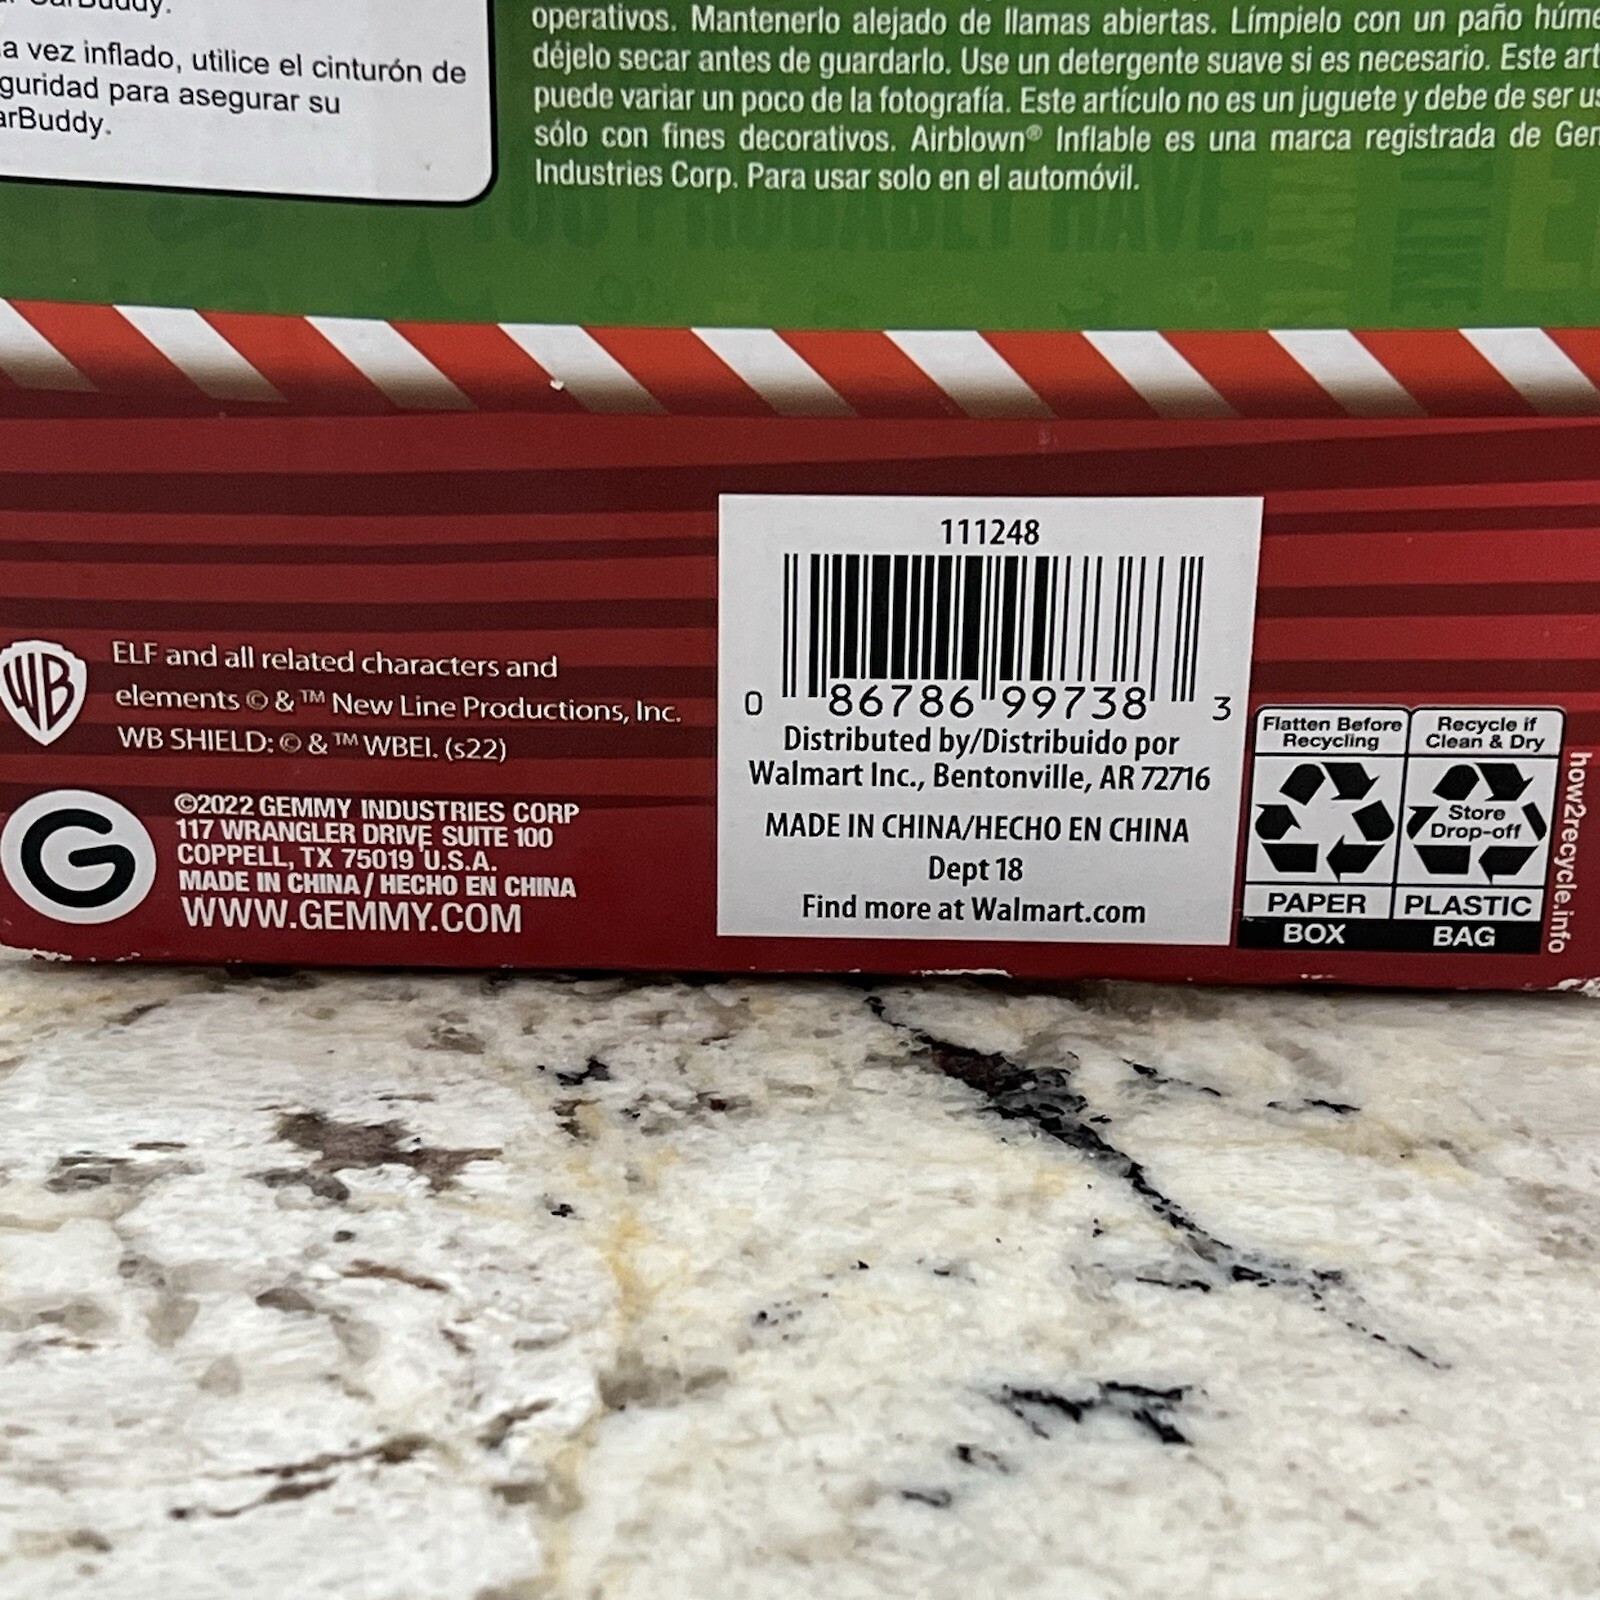 a vez inflado, utilice el cinturón de
guridad para asegurar su
arBuddy.
operativos. Mantenerlo alejado de llamas abiertas. Límpielo con un paño húme
déjelo secar antes de guardarlo. Use un detergente suave si es necesario. Este art
puede variar un poco de la fotografía. Este artículo no es un juguete y debe de ser us
sólo con fines decorativos. Airblown® Inflable es una marca registrada de Gem
Industries Corp. Para usar solo en el automóvil.
YOU PROBABLY HAVE.
WB
ELF and all related characters and
elements © & ™ New Line Productions, Inc.
WB SHIELD: © & ™ WBEI. (s22)
G
©2022 GEMMY INDUSTRIES CORP
117 WRANGLER DRIVE SUITE 100
COPPELL, TX 75019 U.S.A.
MADE IN CHINA / HECHO EN CHINA
WWW.GEMMY.COM
111248
0 86786 99738 3
Distributed by/Distribuido por
Walmart Inc., Bentonville, AR 72716
MADE IN CHINA/HECHO EN CHINA
Dept 18
Find more at Walmart.com
Flatten Before
Recycling
PAPER
BOX
Recycle if
Clean & Dry
Store
Drop-off
PLASTIC
BAG
how2recycle.info